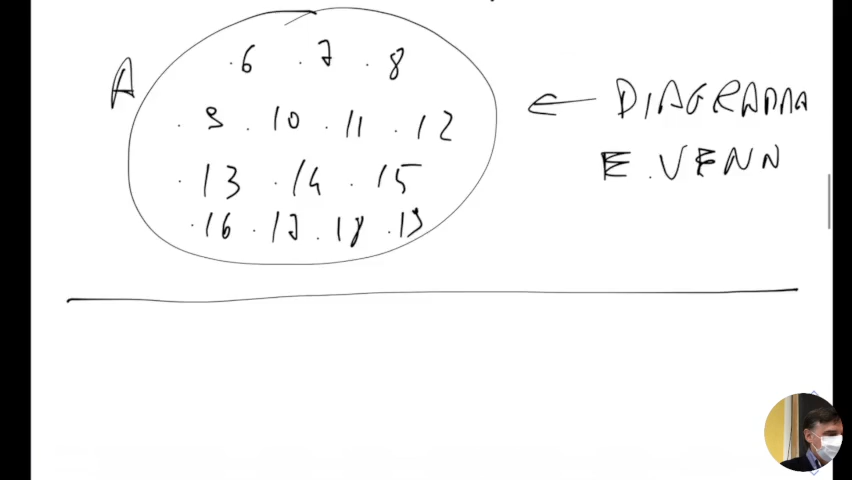 A
. 6 . 7 . 8
. 9 . 10 . 11 . 12
. 13 . 14 . 15
. 16 . 17 . 18 . 19
← DIAGRAMMA
E. VENN